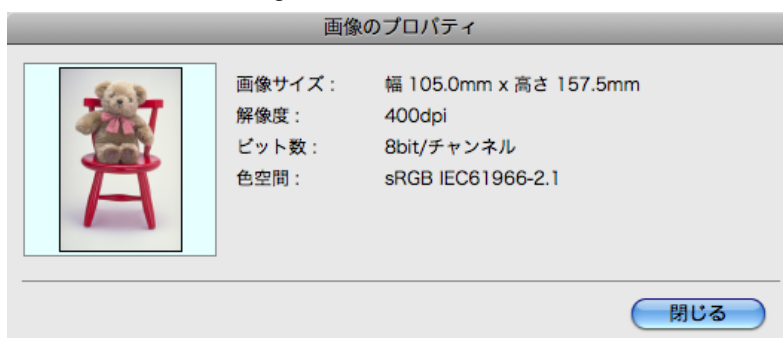 画像のプロパティ
画像サイズ： 幅 105.0mm x 高さ 157.5mm
解像度： 400dpi
ビット数： 8bit/チャンネル
色空間： sRGB IEC61966-2.1
閉じる